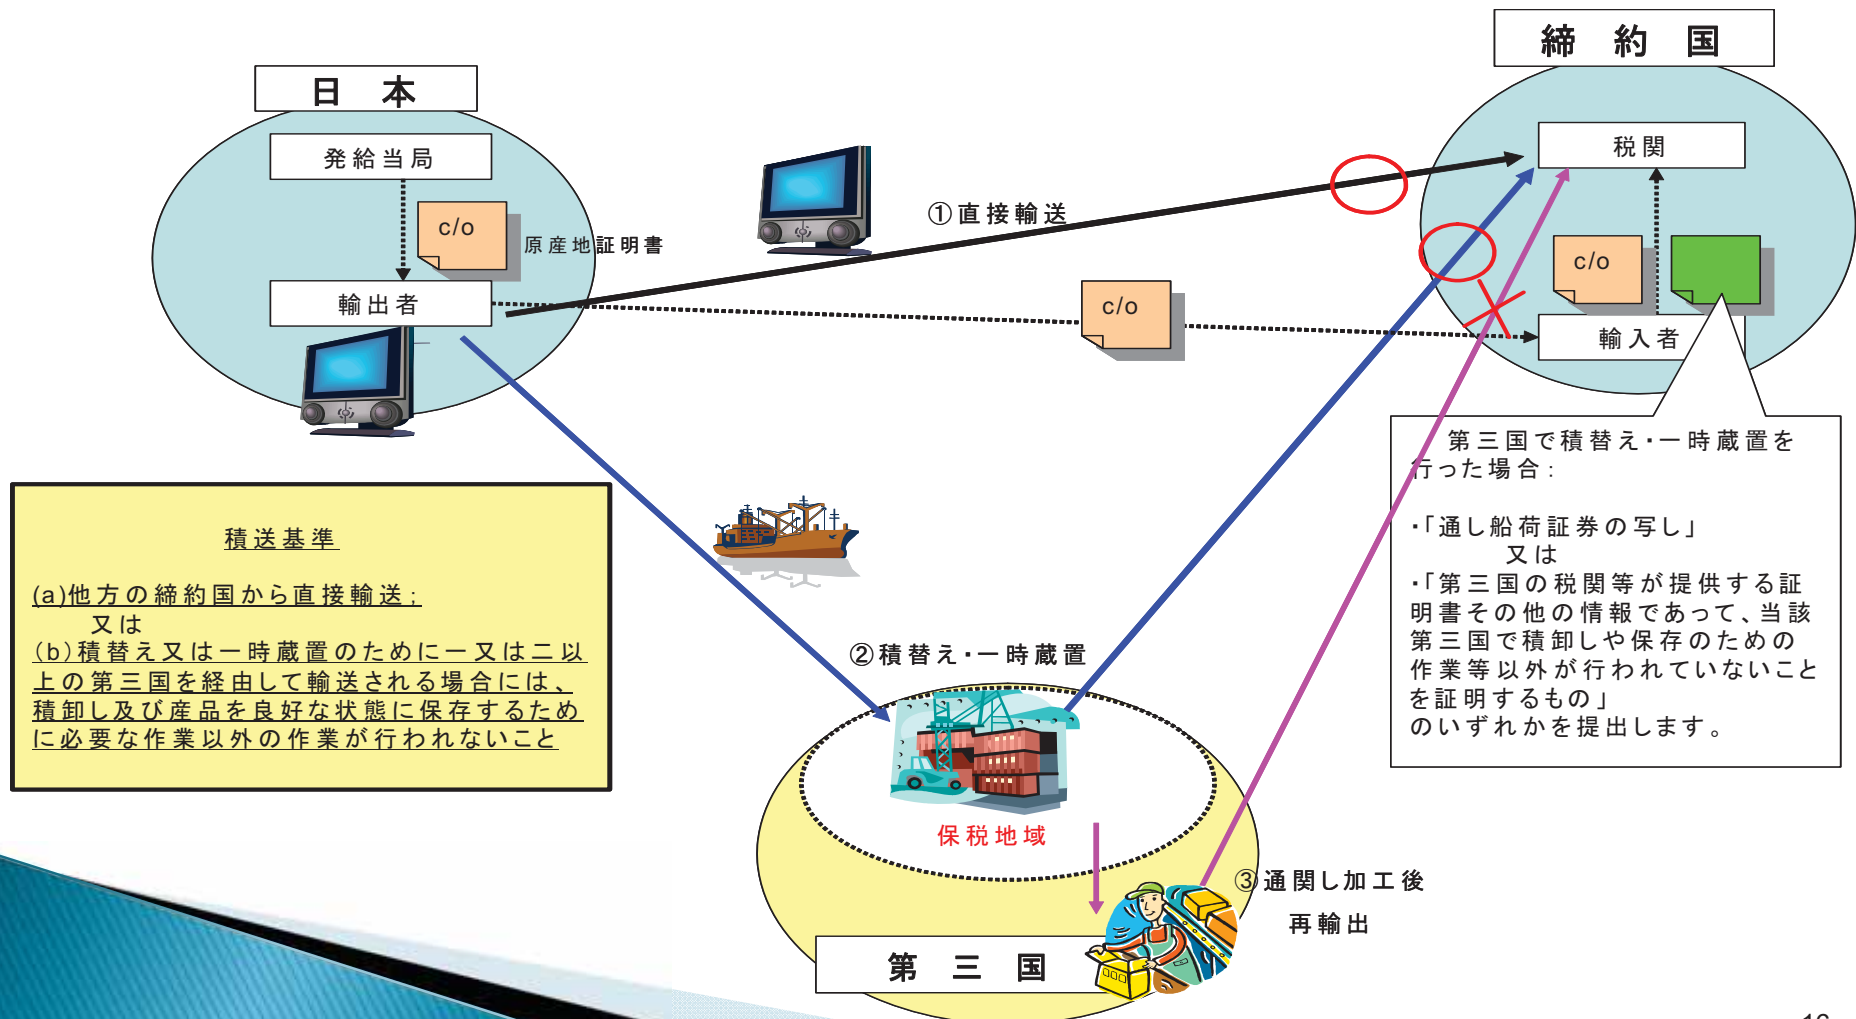 締 約 国
日 本
発給当局
税関
c/o
原産地証明書
①直接輸送
c/o
輸出者
c/o
輸入者
第三国で積替え・一時蔵置を
行った場合:
・「通し船荷証券の写し」
又は
・「第三国の税関等が提供する証
明書その他の情報であって、当該
第三国で積卸しや保存のための
作業等以外が行われていないこと
を証明するもの」
のいずれかを提出します。
積送基準
(a)他方の締約国から直接輸送;
又は
(b)積替え又は一時蔵置のために一又は二以
上の第三国を経由して輸送される場合には、
積卸し及び産品を良好な状態に保存するため
に必要な作業以外の作業が行われないこと
②積替え・一時蔵置
保税地域
③通関し加工後
再輸出
第 三 国